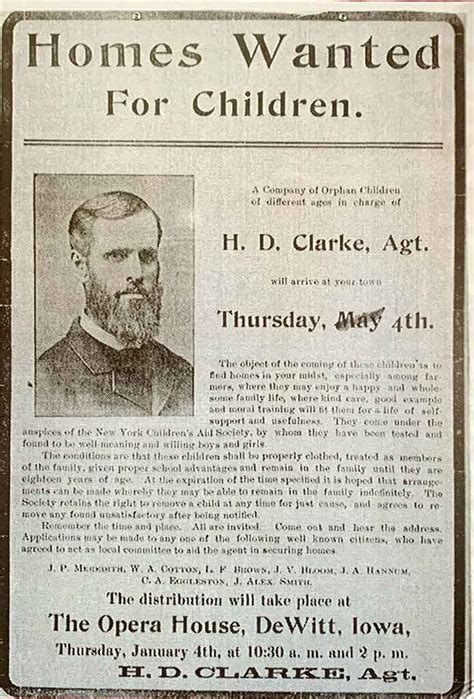 Homes Wanted
For Children.
A Company of Orphan Children
of different ages in charge of
H. D. Clarke, Agt.
will arrive at your town
Thursday, May 4th.
The object of the coming of these children is to
find homes in your midst, especially among far-
mers, where they may enjoy a happy and whole-
some family life, where kind care, good example
and moral training will fit them for a life of self-
support and usefulness. They come under the
auspices of the New York Children's Aid Society, by whom they have been tested and
found to be well-meaning and willing boys and girls.
The conditions are that these children shall be properly clothed, treated as members
of the family, given proper school advantages and remain in the family until they are
eighteen years of age. At the expiration of the time specified it is hoped that arrange-
ments can be made whereby they may be able to remain in the family indefinitely. The
Society retains the right to remove a child at any time for just cause, and agrees to re-
move any found unsatisfactory after being notified.
Remember the time and place. All are invited. Come out and hear the address.
Applications may be made to any one of the following well known citizens, who have
agreed to act as local committee to aid the agent in securing homes.
J. P. Meredith, W. A. Cotton, L. F Brown, J. V. Bloom, J. A. Hannum,
C. A. Eggleston, J. Alex. Smith.
The distribution will take place at
The Opera House, DeWitt, Iowa,
Thursday, January 4th, at 10:30 a. m. and 2 p. m.
H. D. CLARKE, Agt.